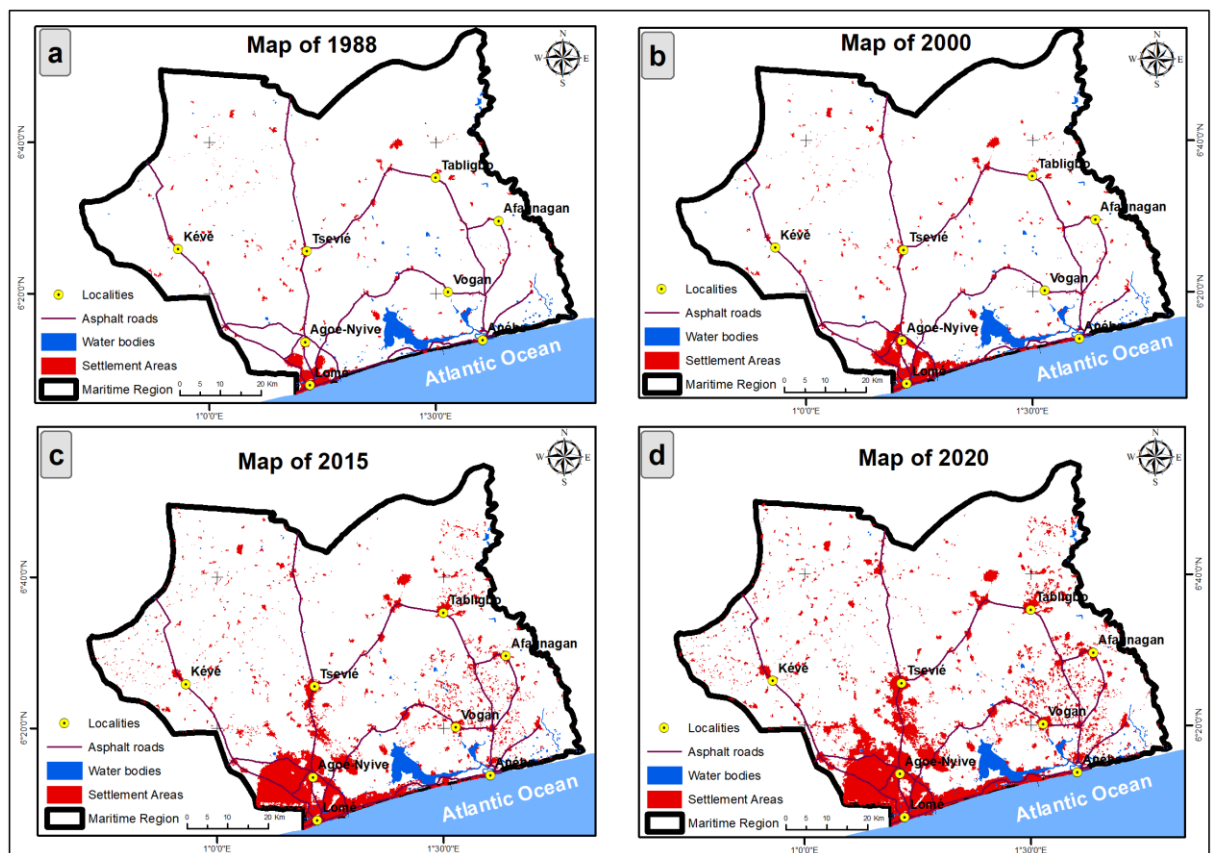 a
Map of 1988
N
W
E
S
6°40'0"N
Tabligbo
Afagnagan
Kévé
Tsevié
Vogan
6°20'0"N
Localities
Asphalt roads
Agoè-Nyive
Water bodies
Settlement Areas
Lomé
Atlantic Ocean
Maritime Region
0 5 10 20 Km
1°0'0"E
1°30'0"E
b
Map of 2000
N
W
E
S
6°40'0"N
Tabligbo
Afagnagan
Kévé
Tsevié
Vogan
6°20'0"N
Localities
Asphalt roads
Agoè-Nyive
Water bodies
Settlement Areas
Lomé
Atlantic Ocean
Maritime Region
0 5 10 20 Km
1°0'0"E
1°30'0"E
c
Map of 2015
N
W
E
S
6°40'0"N
Tabligbo
Afagnagan
Kévé
Tsevié
Vogan
6°20'0"N
Localities
Asphalt roads
Agoè-Nyive
Water bodies
Settlement Areas
Lomé
Atlantic Ocean
Maritime Region
0 5 10 20 Km
1°0'0"E
1°30'0"E
d
Map of 2020
N
W
E
S
6°40'0"N
Tabligbo
Afagnagan
Kévé
Tsevié
Vogan
6°20'0"N
Localities
Asphalt roads
Agoè-Nyive
Water bodies
Settlement Areas
Lomé
Atlantic Ocean
Maritime Region
0 5 10 20 Km
1°0'0"E
1°30'0"E